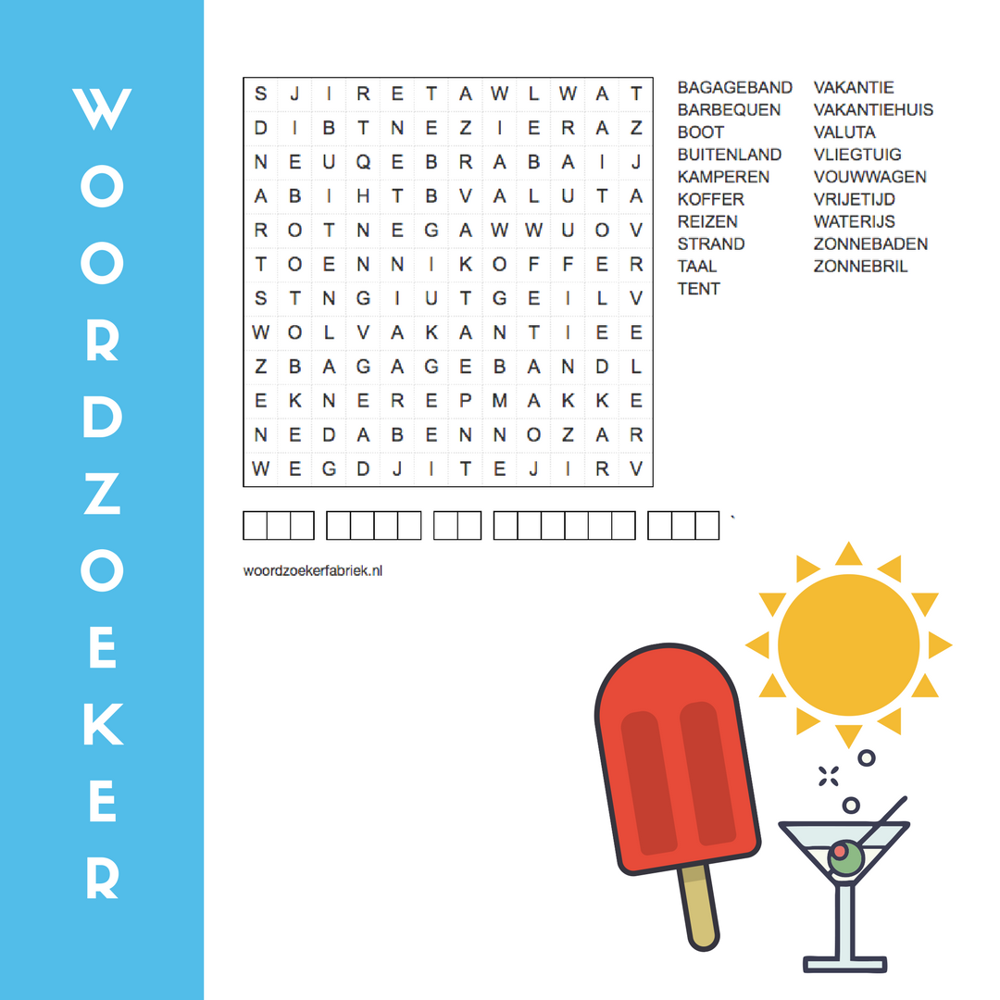 WOORDZOEKER
S J I R E T A W L W A T
D I B T N E Z I E R A Z
N E U Q E B R A B A I J
A B I H T B V A L U T A
R O T N E G A W W U O V
T O E N N I K O F F E R
S T N G I U T G E I L V
W O L V A K A N T I E E
Z B A G A G E B A N D L
E K N E R E P M A K K E
N E D A B E N N O Z A R
W E G D J I T E J I R V
BAGAGEBAND VAKANTIE
BARBEQUEN VAKANTIEHUIS
BOOT VALUTA
BUITENLAND VLIEGTUIG
KAMPEREN VOUWWAGEN
KOFFER VRIJETIJD
REIZEN WATERIJS
STRAND ZONNEBADEN
TAAL ZONNEBRIL
TENT
woordzoekerfabriek.nl